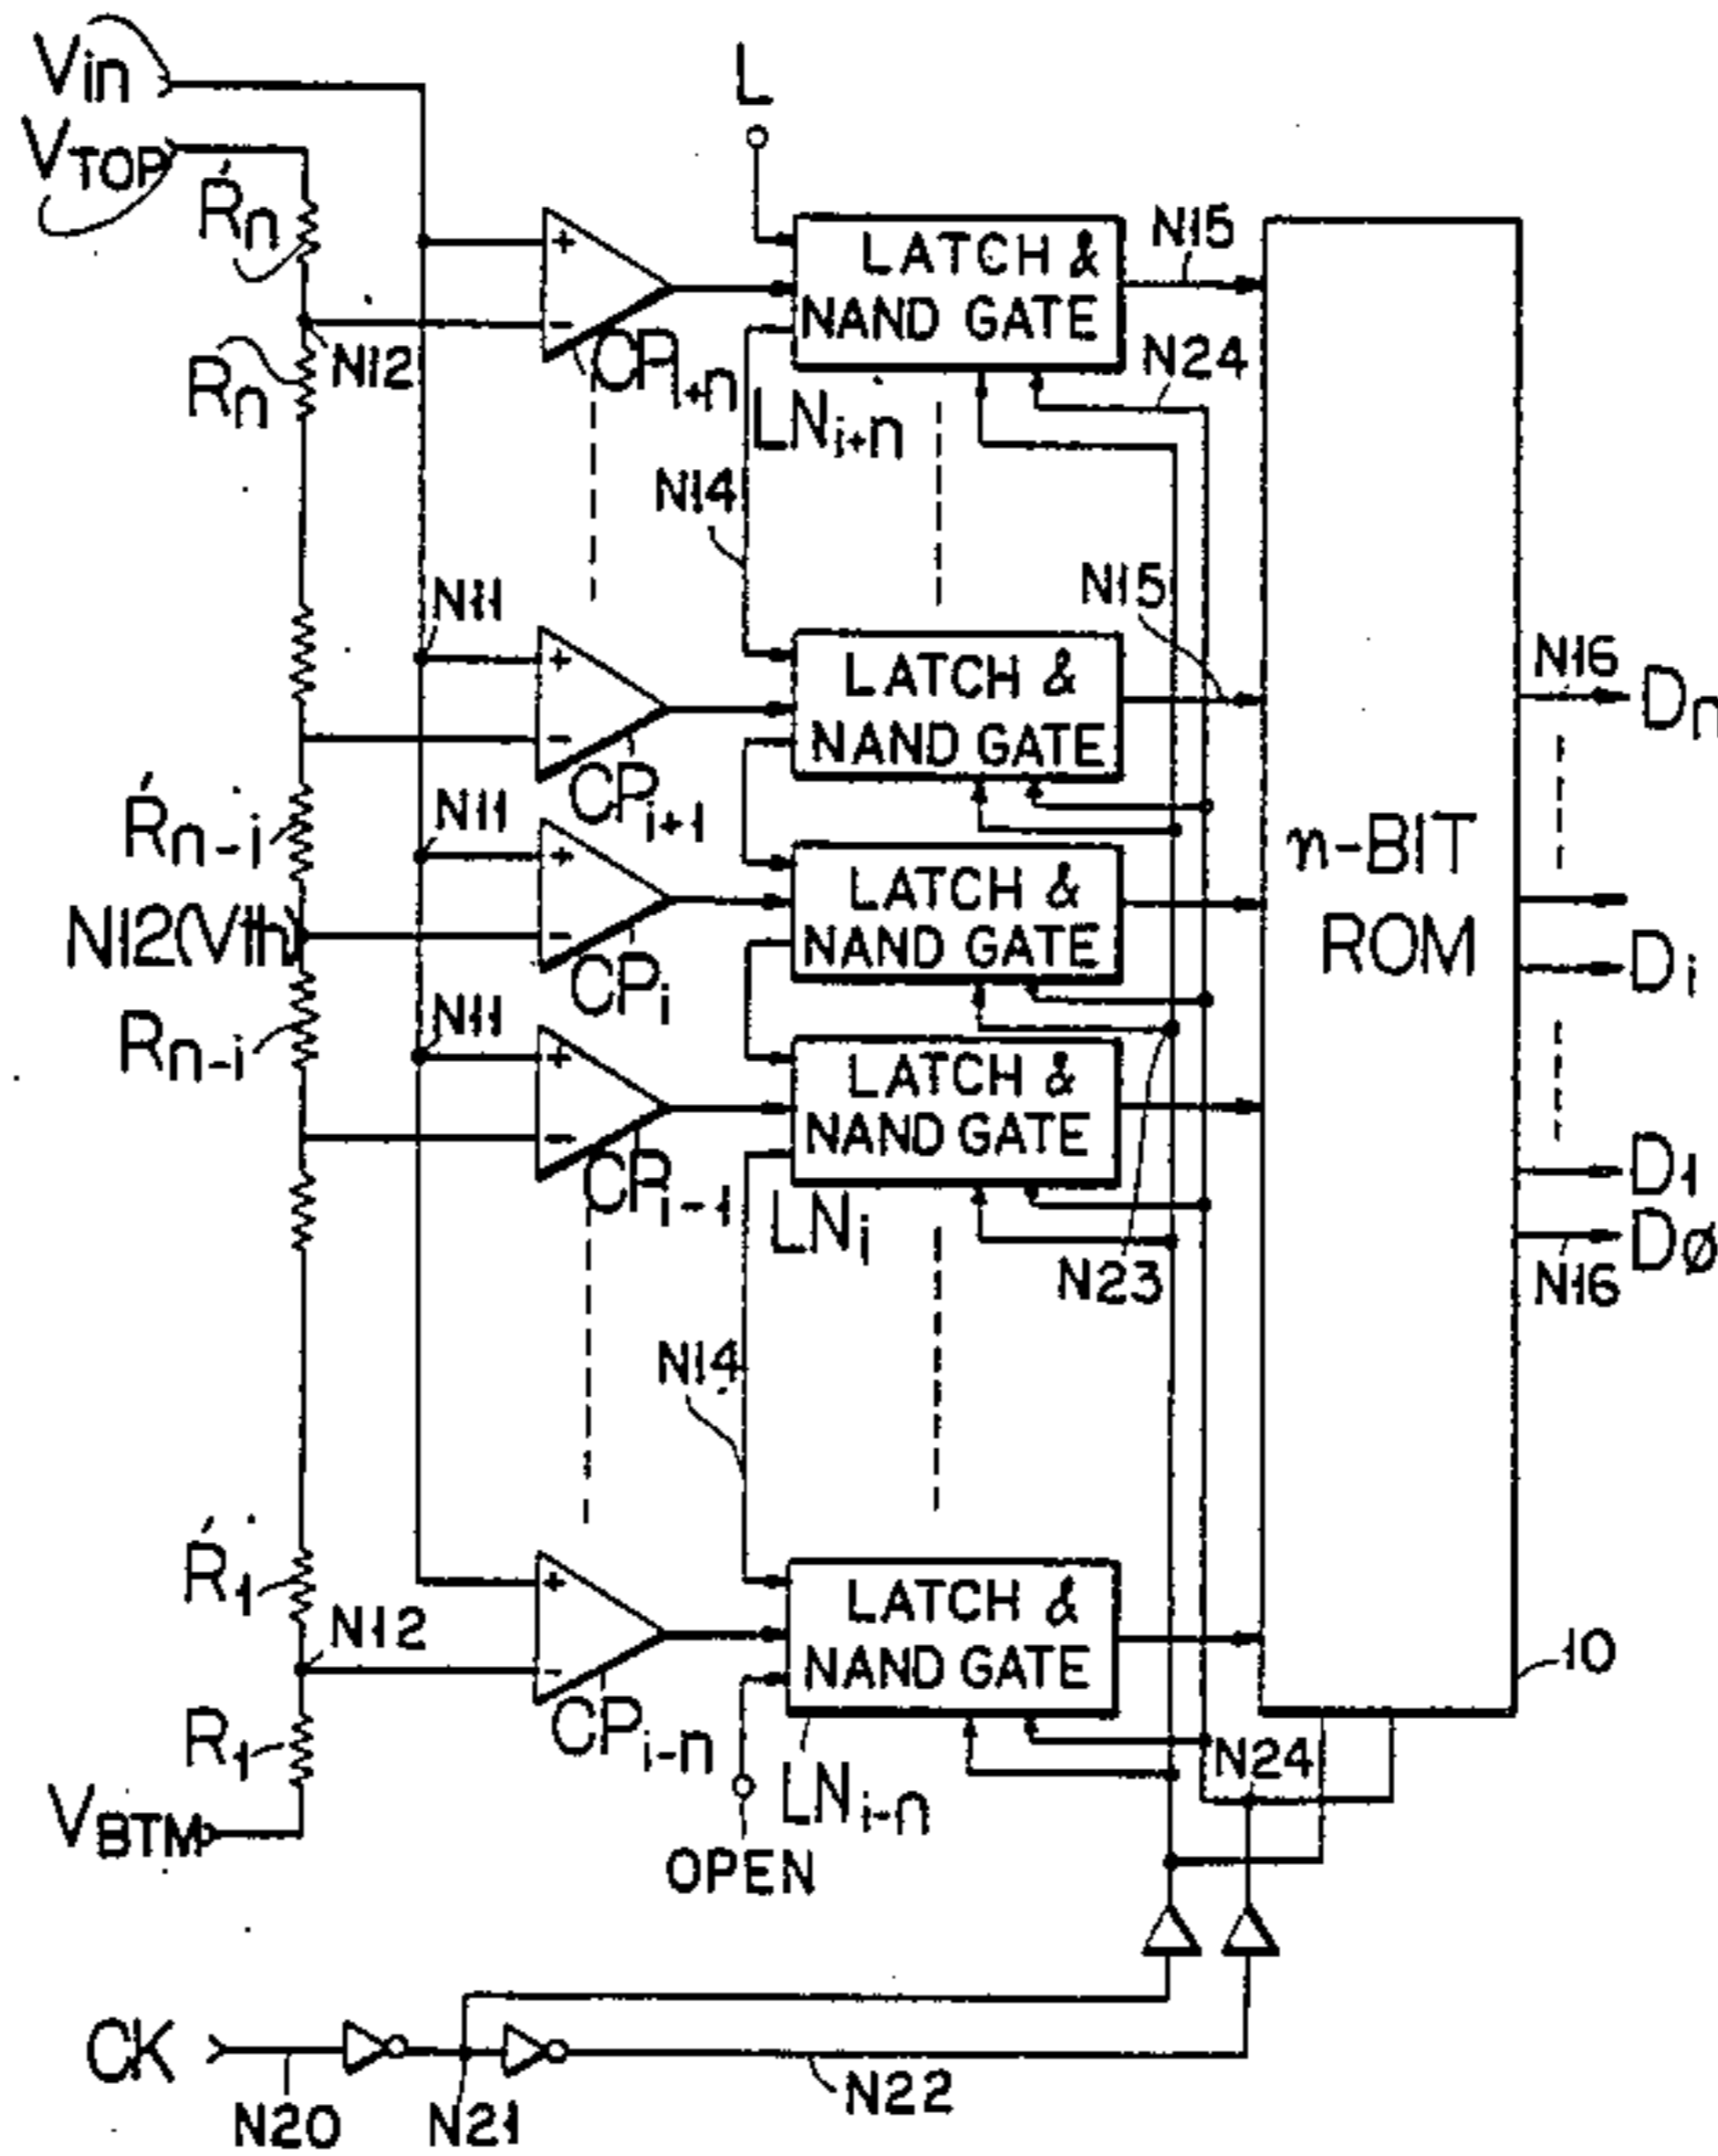 Vin
VTOP
L
R'n
LATCH &
NAND GATE
N15
N12
Rn
CPi+n
LNi+n
N24
N14
N11
N15
LATCH &
NAND GATE
N16
Dn
CPi+1
R'n-i
N11
n-BIT
ROM
LATCH &
NAND GATE
N12(Vth)
CPi
Di
Rn-i
N11
LATCH &
NAND GATE
CPi-1
LNi
N23
D1
DØ
N16
N14
R'1
N12
LATCH &
NAND GATE
10
R1
CPi-n
LNi-n
N24
VBTM
OPEN
CK
N20
N21
N22